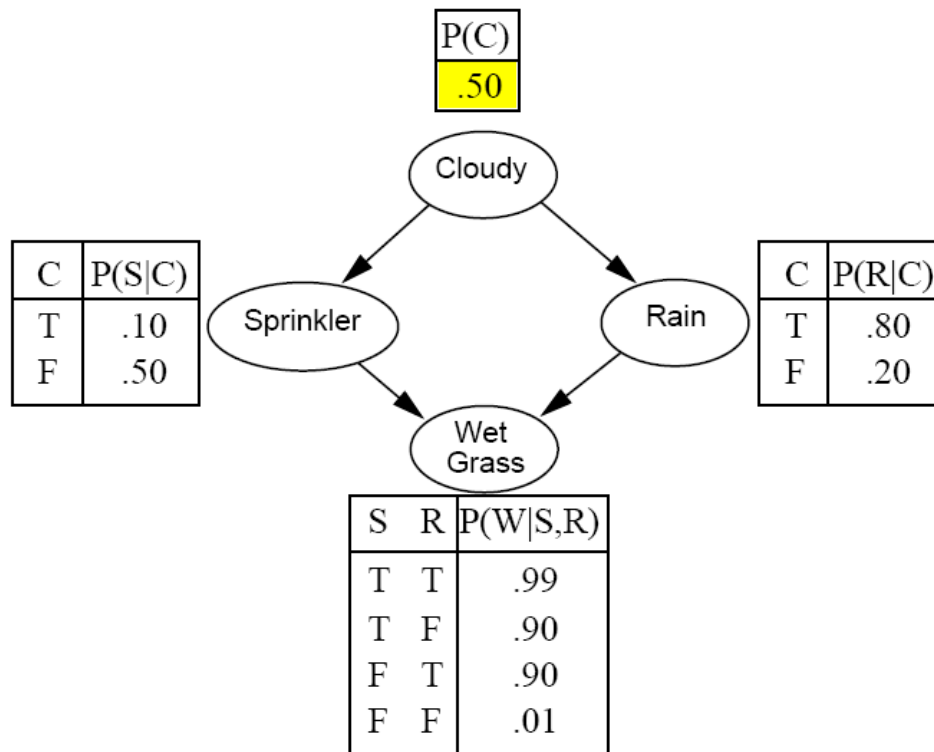 P(C)
.50
Cloudy
C P(S|C)
T .10
F .50
Sprinkler
Rain
C P(R|C)
T .80
F .20
Wet
Grass
S R P(W|S,R)
T T .99
T F .90
F T .90
F F .01